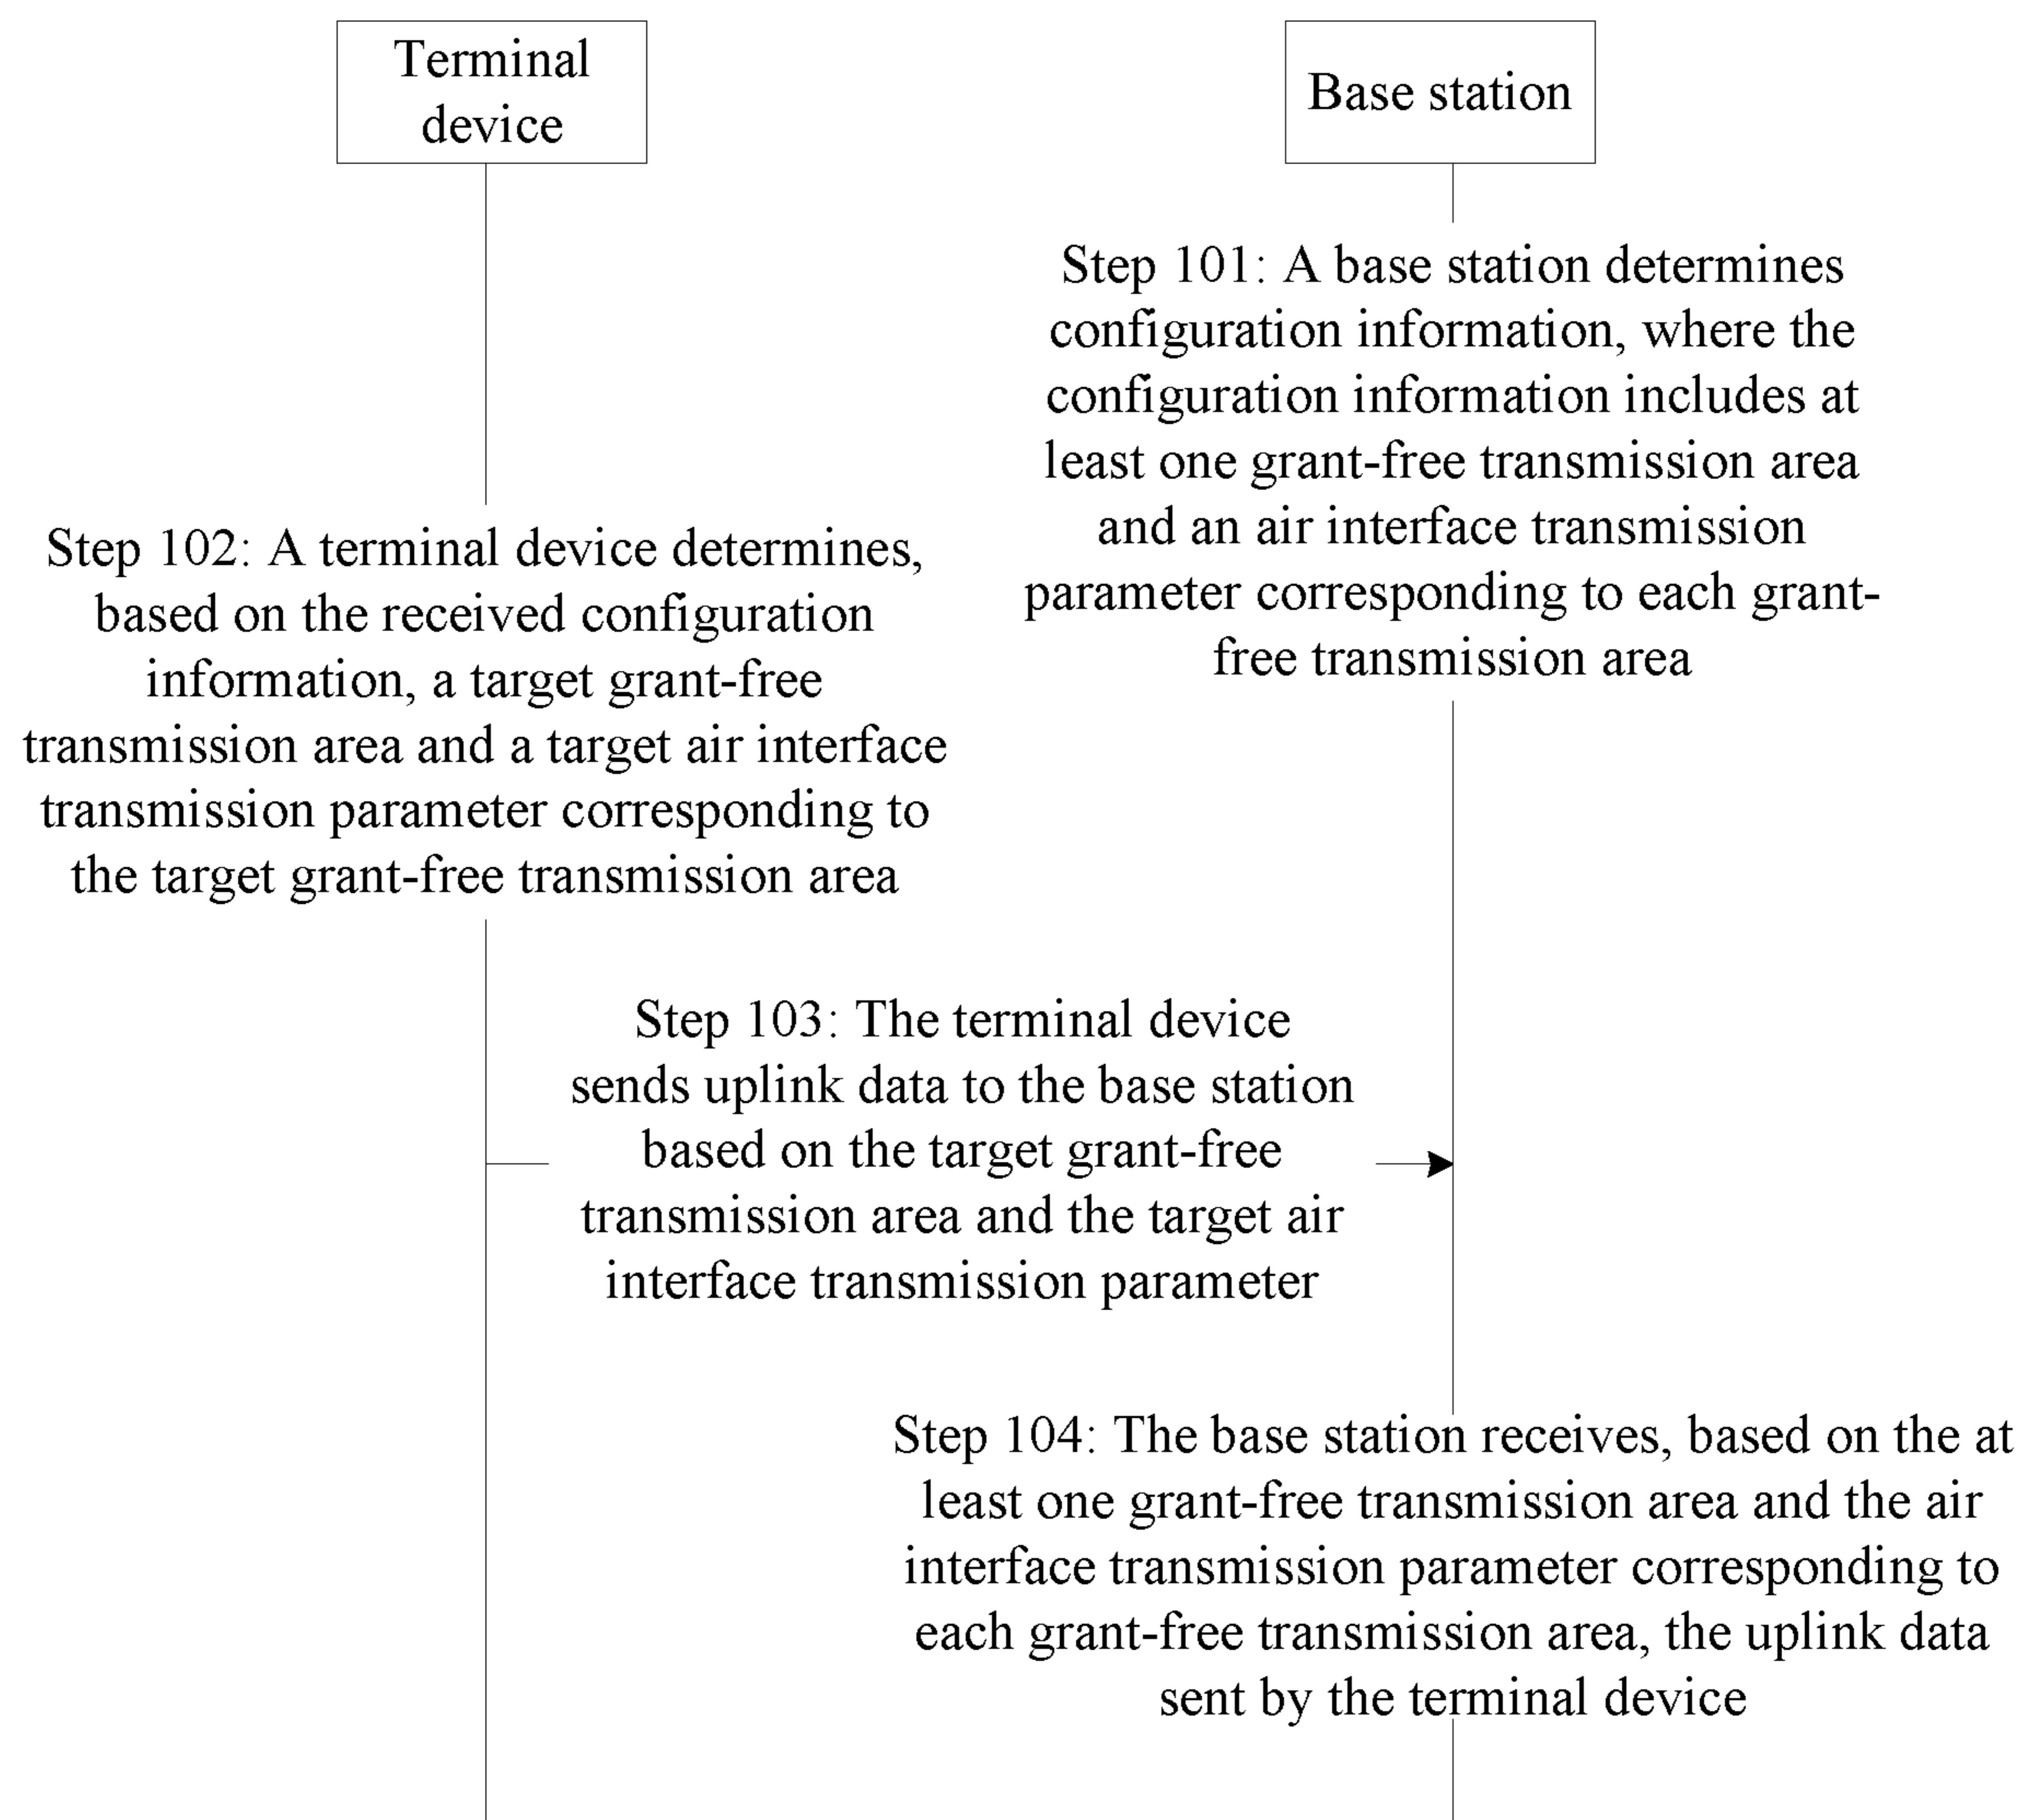 Terminal
device
Base station
Step 101: A base station determines
configuration information, where the
configuration information includes at
least one grant-free transmission area
and an air interface transmission
parameter corresponding to each grant-
free transmission area
Step 102: A terminal device determines,
based on the received configuration
information, a target grant-free
transmission area and a target air interface
transmission parameter corresponding to
the target grant-free transmission area
Step 103: The terminal device
sends uplink data to the base station
based on the target grant-free
transmission area and the target air
interface transmission parameter
Step 104: The base station receives, based on the at
least one grant-free transmission area and the air
interface transmission parameter corresponding to
each grant-free transmission area, the uplink data
sent by the terminal device